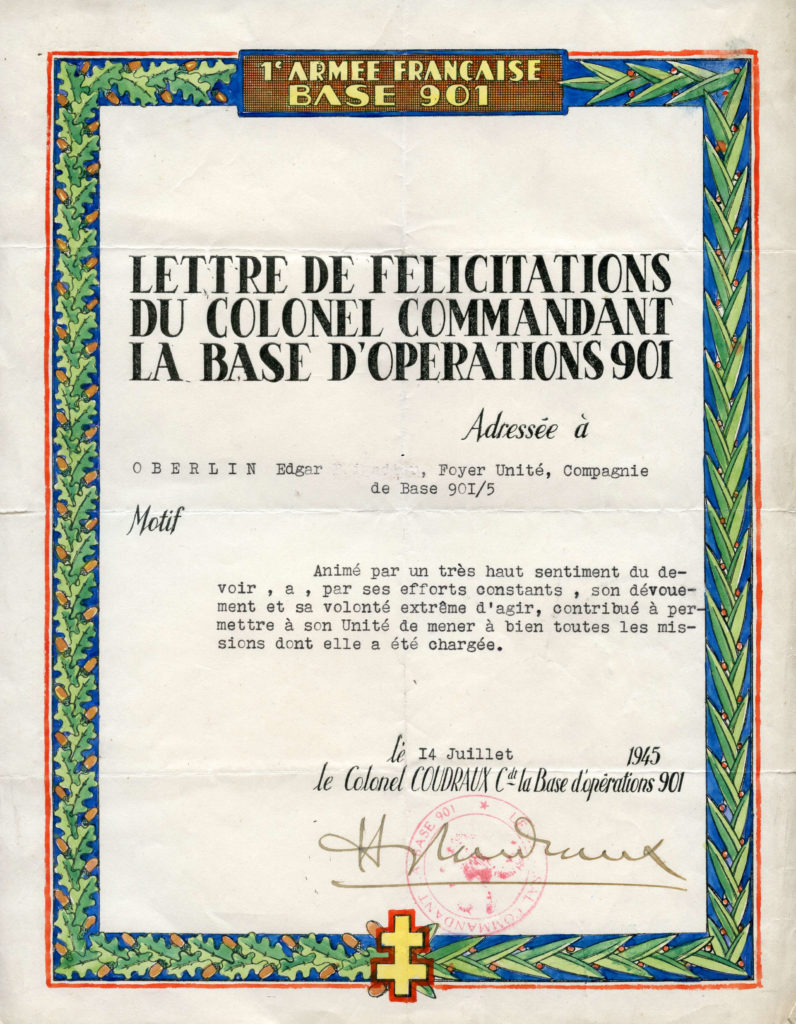 1e ARMEE FRANCAISE
BASE 901
LETTRE DE FELICITATIONS
DU COLONEL COMMANDANT
LA BASE D'OPERATIONS 901
Adressée à
O B E R L I N Edgar , Foyer Unité, Compagnie
de Base 90I/5
Motif
Animé par un très haut sentiment du de-
voir , a , par ses efforts constants , son dévoue-
ment et sa volonté extrême d'agir, contribué à per-
mettre à son Unité de mener à bien toutes les mis-
sions dont elle a été chargée.
le I4 Juillet 1945
le Colonel COUDRAUX Cdt la Base d'opérations 901
BASE 901 ★ LE COMMANDANT